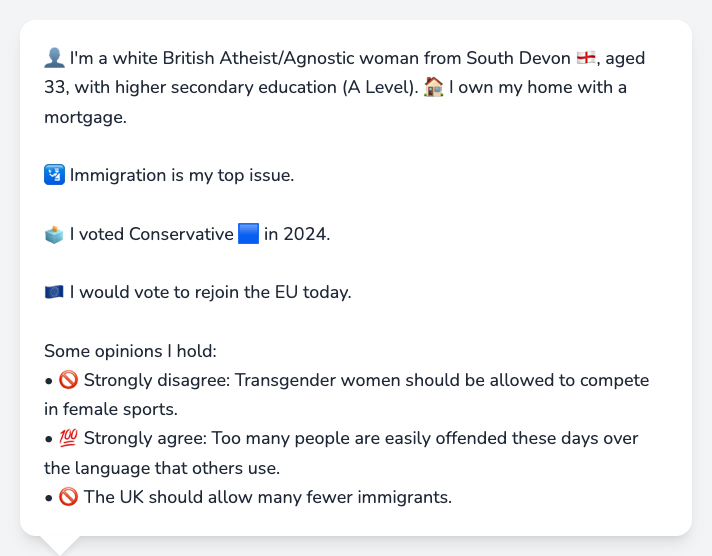 👤 I'm a white British Atheist/Agnostic woman from South Devon 🏴󠁧󠁢󠁥󠁮󠁧󠁿, aged
33, with higher secondary education (A Level). 🏠 I own my home with a
mortgage.
🛂 Immigration is my top issue.
🗳️ I voted Conservative 🟦 in 2024.
🇪🇺 I would vote to rejoin the EU today.
Some opinions I hold:
• 🚫 Strongly disagree: Transgender women should be allowed to compete
in female sports.
• 💯 Strongly agree: Too many people are easily offended these days over
the language that others use.
• 🚫 The UK should allow many fewer immigrants.